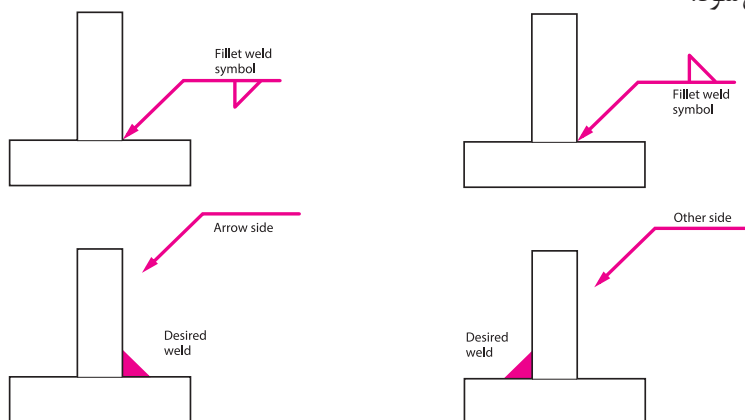 Fillet weld
symbol
Fillet weld
symbol
Arrow side
Other side
Desired
weld
Desired
weld